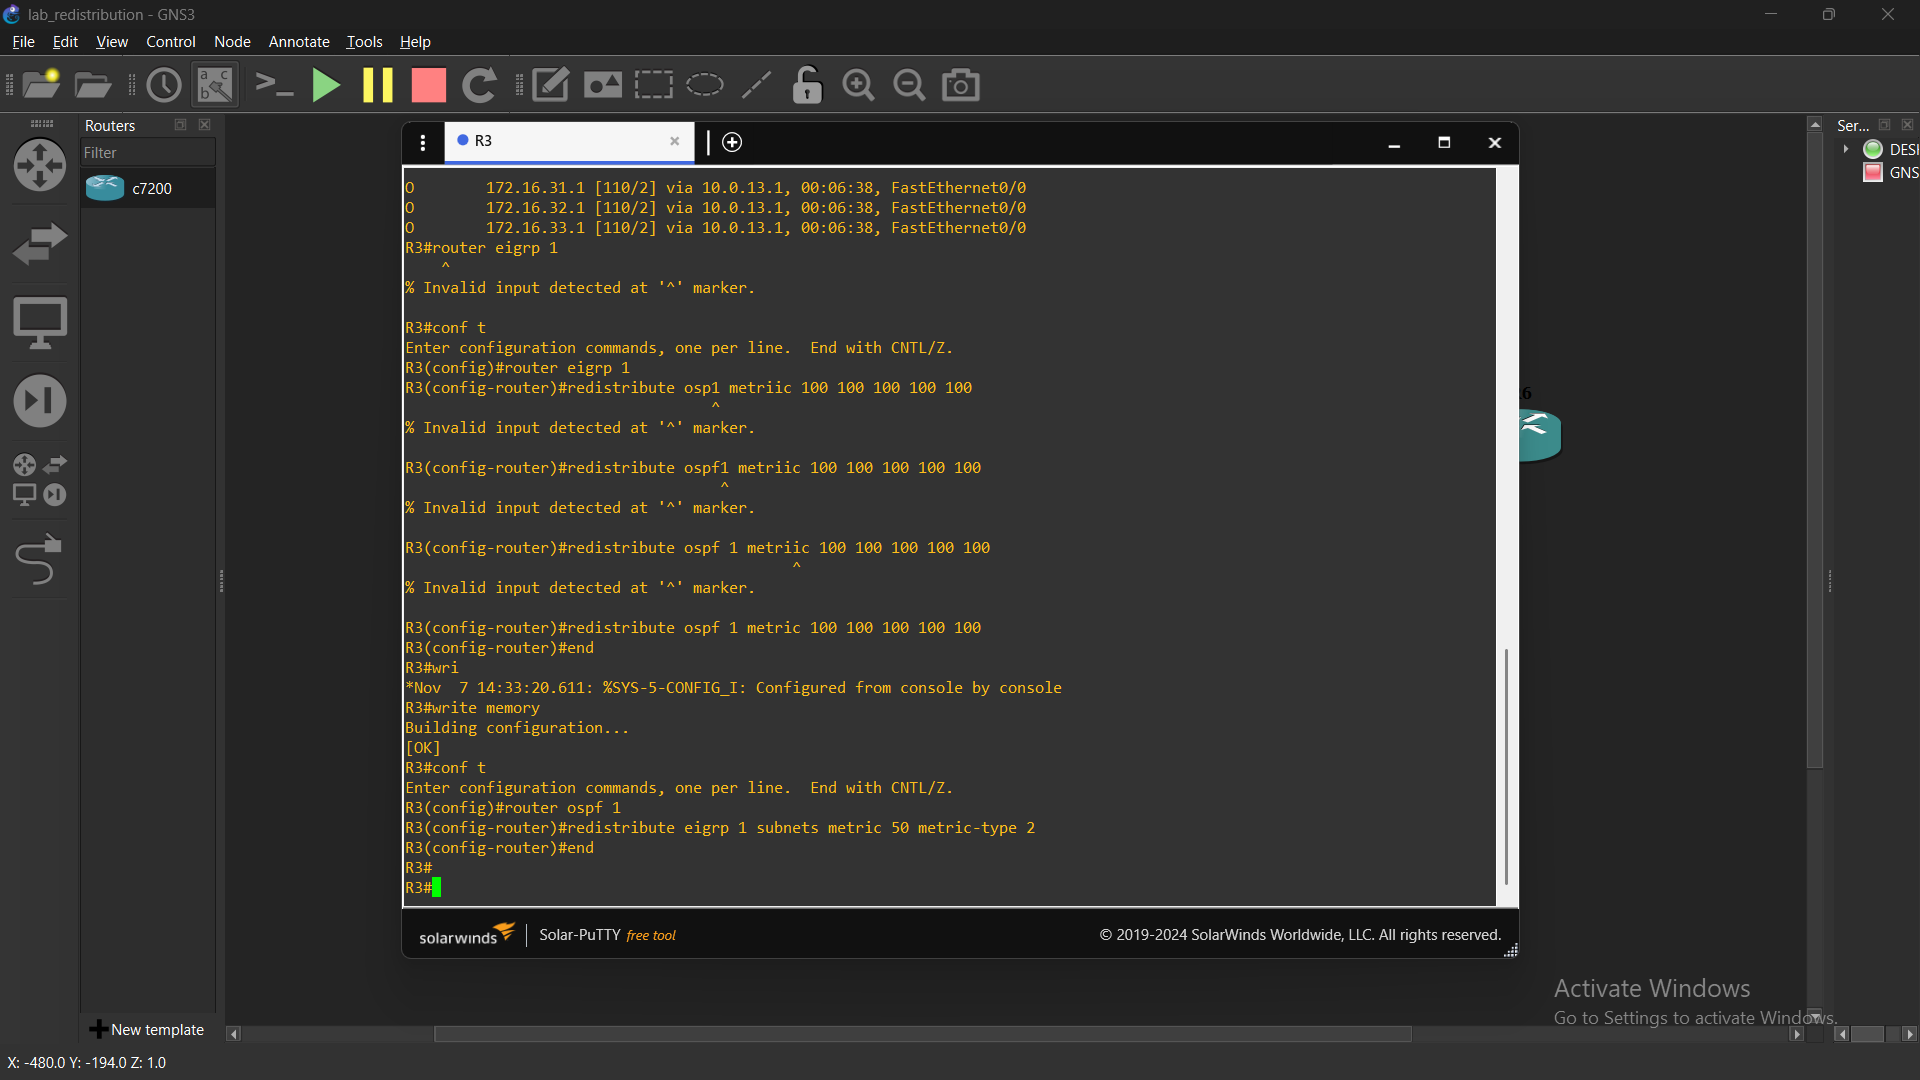 lab_redistribution - GNS3
File Edit View Control Node Annotate Tools Help
Routers
Filter
c7200
New template
R3
O        172.16.31.1 [110/2] via 10.0.13.1, 00:06:38, FastEthernet0/0
O        172.16.32.1 [110/2] via 10.0.13.1, 00:06:38, FastEthernet0/0
O        172.16.33.1 [110/2] via 10.0.13.1, 00:06:38, FastEthernet0/0
R3#router eigrp 1
^
% Invalid input detected at '^' marker.
R3#conf t
Enter configuration commands, one per line.  End with CNTL/Z.
R3(config)#router eigrp 1
R3(config-router)#redistribute osp1 metriic 100 100 100 100 100
^
% Invalid input detected at '^' marker.
R3(config-router)#redistribute ospf1 metriic 100 100 100 100 100
^
% Invalid input detected at '^' marker.
R3(config-router)#redistribute ospf 1 metriic 100 100 100 100 100
^
% Invalid input detected at '^' marker.
R3(config-router)#redistribute ospf 1 metric 100 100 100 100 100
R3(config-router)#end
R3#wri
*Nov  7 14:33:20.611: %SYS-5-CONFIG_I: Configured from console by console
R3#write memory
Building configuration...
[OK]
R3#conf t
Enter configuration commands, one per line.  End with CNTL/Z.
R3(config)#router ospf 1
R3(config-router)#redistribute eigrp 1 subnets metric 50 metric-type 2
R3(config-router)#end
R3#
R3#
solarwinds Solar-PuTTY free tool
© 2019-2024 SolarWinds Worldwide, LLC. All rights reserved.
Ser...
DESI
GNS
6
Activate Windows
Go to Settings to activate Windows.
X: -480.0 Y: -194.0 Z: 1.0